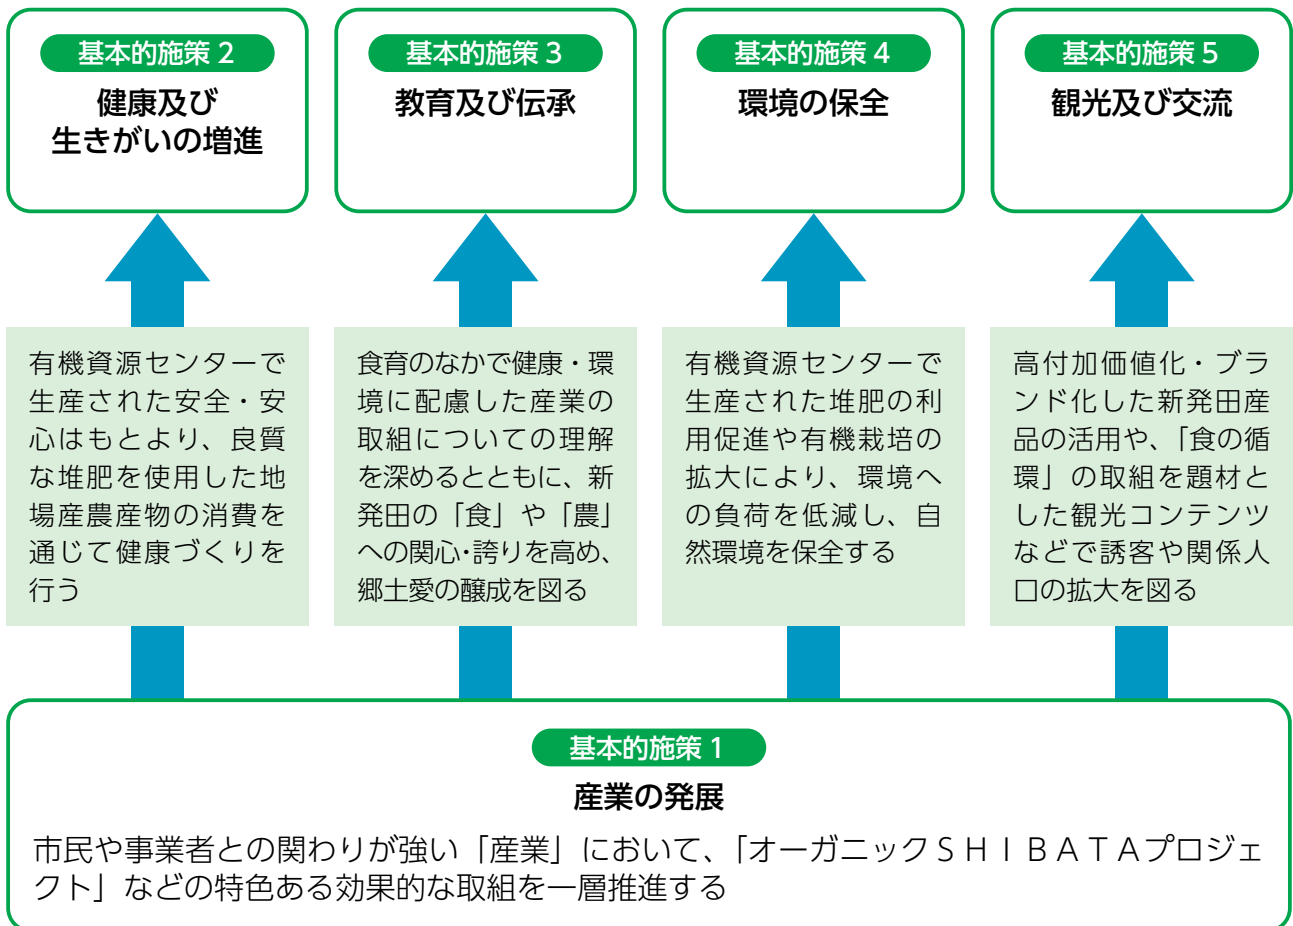 基本的施策 2
健康及び
生きがいの増進
基本的施策 3
教育及び伝承
基本的施策 4
環境の保全
基本的施策 5
観光及び交流
有機資源センターで
生産された安全・安
心はもとより、良質
な堆肥を使用した地
場産農産物の消費を
通じて健康づくりを
行う
食育のなかで健康・環
境に配慮した産業の
取組についての理解
を深めるとともに、新
発田の「食」や「農」
への関心・誇りを高め、
郷土愛の醸成を図る
有機資源センターで
生産された堆肥の利
用促進や有機栽培の
拡大により、環境へ
の負荷を低減し、自
然環境を保全する
高付加価値化・ブラ
ンド化した新発田産
品の活用や、「食の循
環」の取組を題材と
した観光コンテンツ
などで誘客や関係人
口の拡大を図る
基本的施策 1
産業の発展
市民や事業者との関わりが強い「産業」において、「オーガニックＳＨＩＢＡＴＡプロジェ
クト」などの特色ある効果的な取組を一層推進する